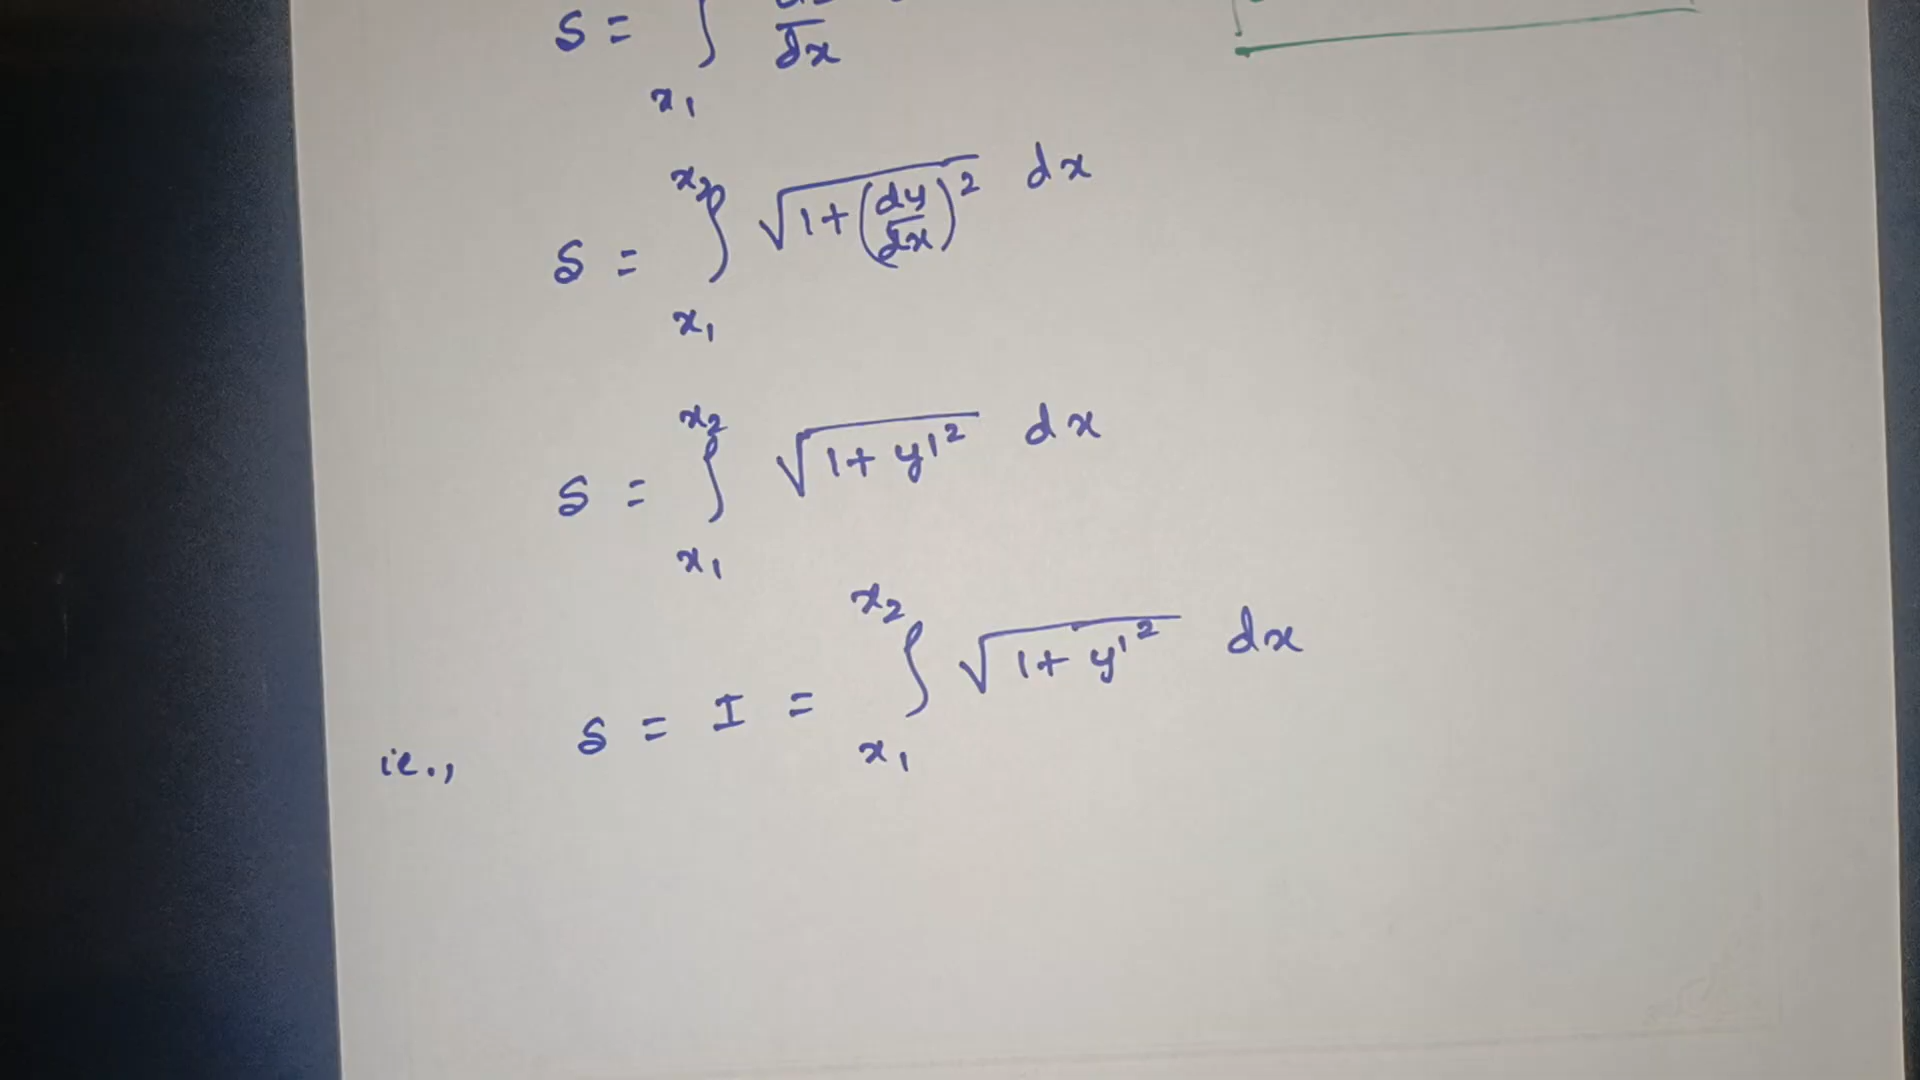 S = ∫ x₁ dx
S = ∫ x₁ x₂ √(1+(dy/dx)²) dx
S = ∫ x₁ x₂ √(1+y'²) dx
ie., S = I = ∫ x₁ x₂ √(1+y'²) dx